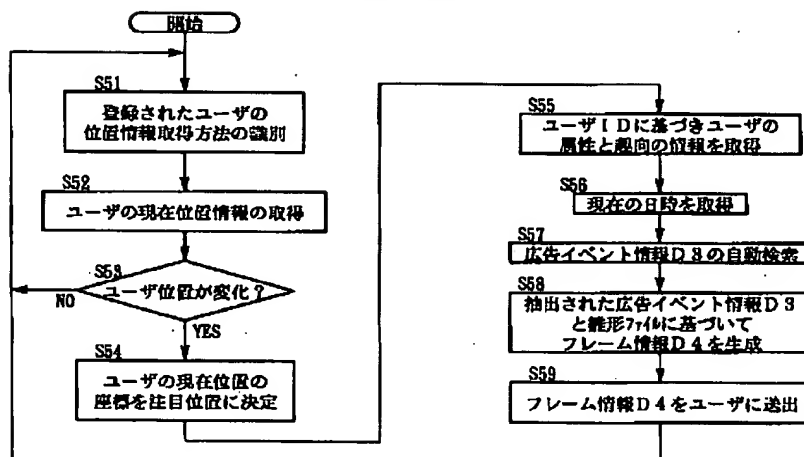 開始
S51
登録されたユーザの
位置情報取得方法の識別
S52
ユーザの現在位置情報の取得
S53
ユーザ位置が変化？
NO
YES
S54
ユーザの現在位置の
座標を注目位置に決定
S55
ユーザIDに基づきユーザの
属性と趣向の情報を取得
S56
現在の日時を取得
S57
広告イベント情報D3の自動検索
S58
抽出された広告イベント情報D3
と雛形ファイルに基づいて
フレーム情報D4を生成
S59
フレーム情報D4をユーザに送出